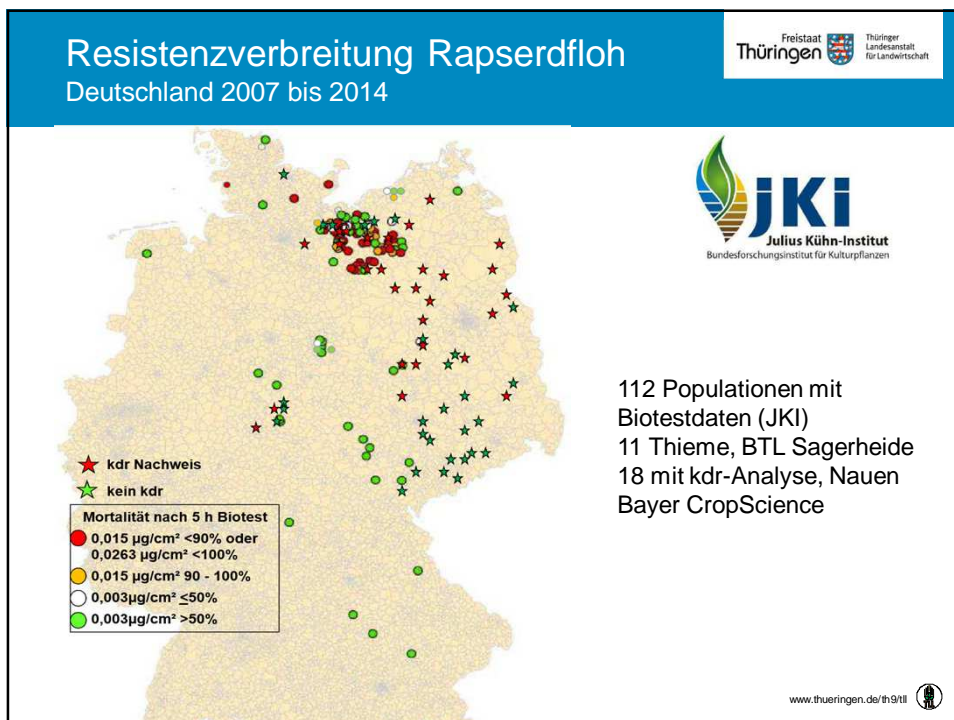 Resistenzverbreitung Rapserdfloh
Deutschland 2007 bis 2014
Freistaat
Thüringen
Thüringer
Landesanstalt
für Landwirtschaft
JKi
Julius Kühn-Institut
Bundesforschungsinstitut für Kulturpflanzen
112 Populationen mit
Biotestdaten (JKI)
11 Thieme, BTL Sagerheide
18 mit kdr-Analyse, Nauen
Bayer CropScience
kdr Nachweis
kein kdr
Mortalität nach 5 h Biotest
0,015 µg/cm² <90% oder
0,0263 µg/cm² <100%
0,015 µg/cm² 90 - 100%
0,003µg/cm² <50%
0,003µg/cm² >50%
www.thueringen.de/th9/tll